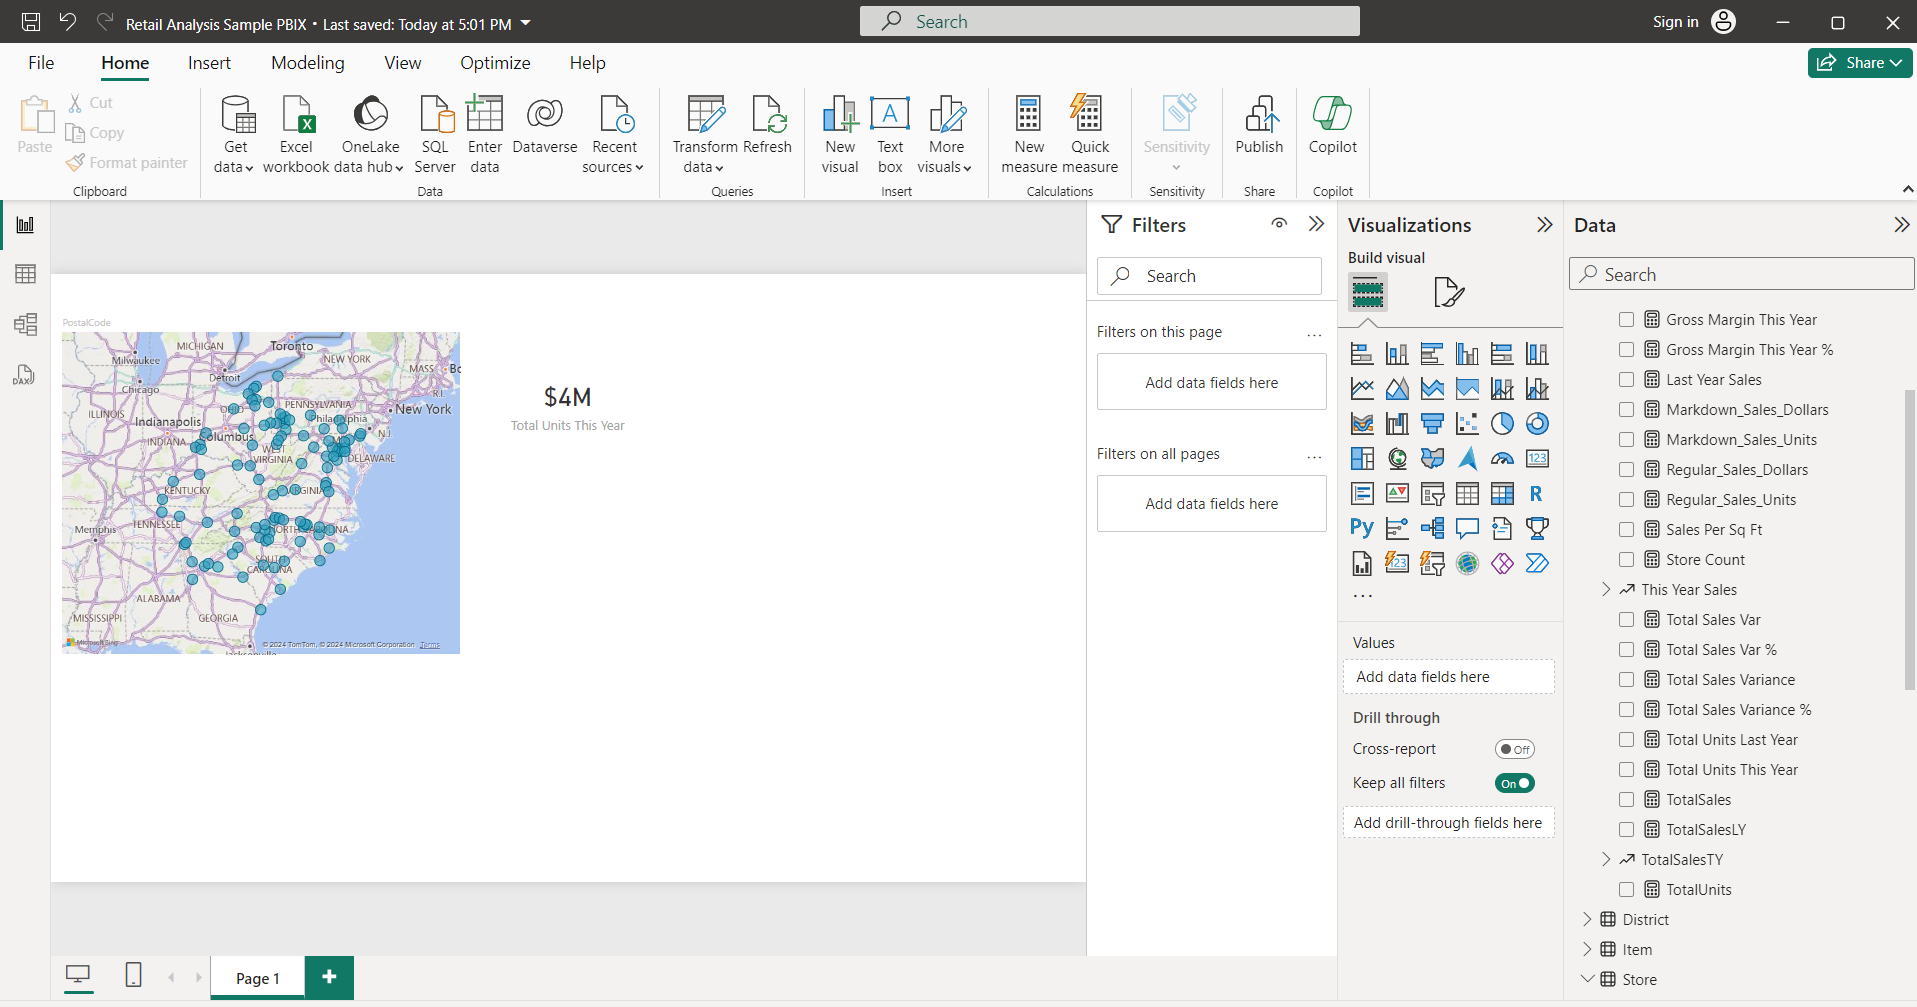 Retail Analysis Sample PBIX • Last saved: Today at 5:01 PM
Search
Sign in
File
Home
Insert
Modeling
View
Optimize
Help
Share
Paste
Cut
Copy
Format painter
Clipboard
Get data
Excel workbook
OneLake data hub
SQL Server
Enter data
Dataverse
Recent sources
Data
Transform data
Refresh
Queries
New visual
Text box
More visuals
Insert
New measure
Quick measure
Calculations
Sensitivity
Sensitivity
Publish
Share
Copilot
Copilot
DAX
PostalCode
MICHIGAN
Toronto
Milwaukee
NEW YORK
MASS
Detroit
Chicago
R.I.
OHIO
PENNSYLVANIA
ILLINOIS
New York
Indianapolis
Philadelphia
INDIANA
Columbus
N.J.
WEST VIRGINIA
DELAWARE
KENTUCKY
VIRGINIA
TENNESSEE
Memphis
NORTH CAROLINA
SOUTH CAROLINA
ALABAMA
MISSISSIPPI
GEORGIA
Microsoft Bing
© 2024 TomTom, © 2024 Microsoft Corporation Terms
Jacksonville
$4M
Total Units This Year
Filters
Search
Filters on this page
...
Add data fields here
Filters on all pages
...
Add data fields here
Visualizations
Build visual
123
R
Py
123
...
Values
Add data fields here
Drill through
Cross-report
Off
Keep all filters
On
Add drill-through fields here
Data
Search
Gross Margin This Year
Gross Margin This Year %
Last Year Sales
Markdown_Sales_Dollars
Markdown_Sales_Units
Regular_Sales_Dollars
Regular_Sales_Units
Sales Per Sq Ft
Store Count
This Year Sales
Total Sales Var
Total Sales Var %
Total Sales Variance
Total Sales Variance %
Total Units Last Year
Total Units This Year
TotalSales
TotalSalesLY
TotalSalesTY
TotalUnits
District
Item
Store
Page 1